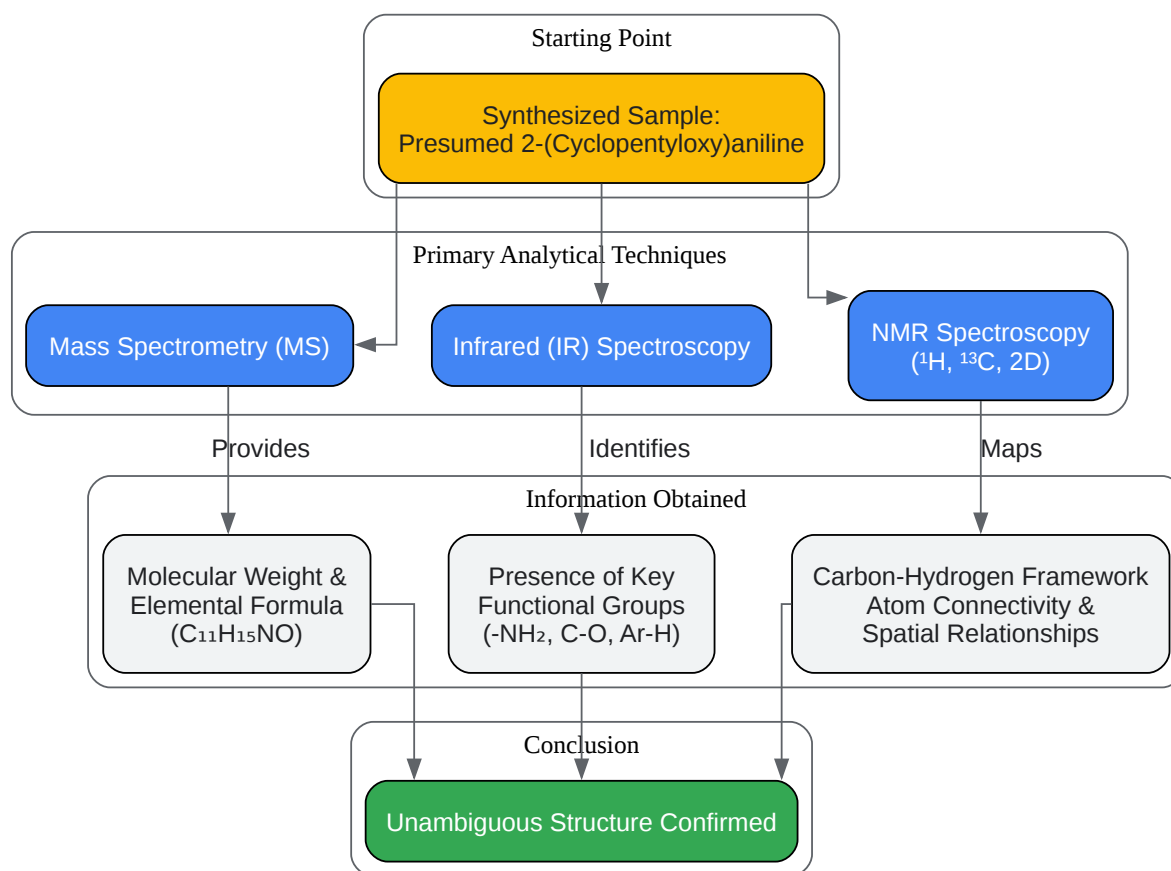 Starting Point
Synthesized Sample:
Presumed 2-(Cyclopentyloxy)aniline
Primary Analytical Techniques
Mass Spectrometry (MS)
Infrared (IR) Spectroscopy
NMR Spectroscopy
(¹H, ¹³C, 2D)
Provides
Identifies
Maps
Information Obtained
Molecular Weight &
Elemental Formula
(C₁₁H₁₅NO)
Presence of Key
Functional Groups
(-NH₂, C-O, Ar-H)
Carbon-Hydrogen Framework
Atom Connectivity &
Spatial Relationships
Conclusion
Unambiguous Structure Confirmed